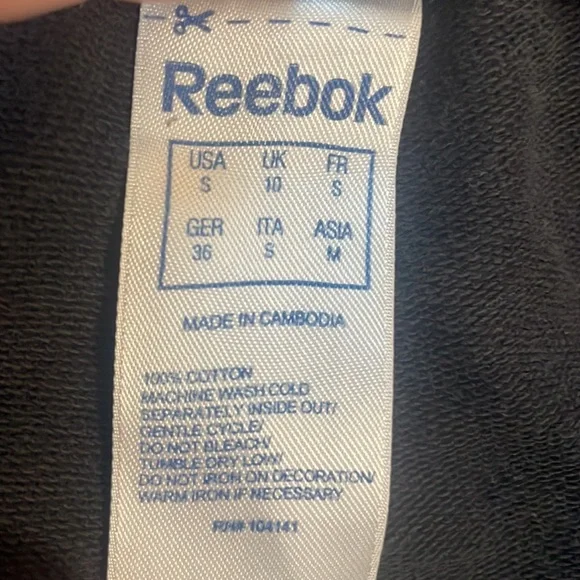 Reebok
USA UK FR
S 10 S
GER ITA ASIA
36 S M
MADE IN CAMBODIA
100% COTTON
MACHINE WASH COLD
SEPARATELY INSIDE OUT/
GENTLE CYCLE/
DO NOT BLEACH/
TUMBLE DRY LOW/
DO NOT IRON ON DECORATION/
WARM IRON IF NECESSARY
RN# 104141